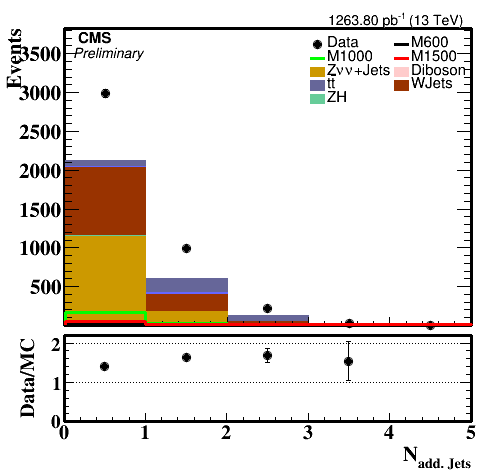 1263.80 pb⁻¹ (13 TeV)
CMS
Preliminary
Events
Data
M600
M1000
M1500
Zνν+Jets
Diboson
tt
WJets
ZH
3500
3000
2500
2000
1500
1000
500
Data/MC
2
1
0
0 1 2 3 4 5
N_add. Jets